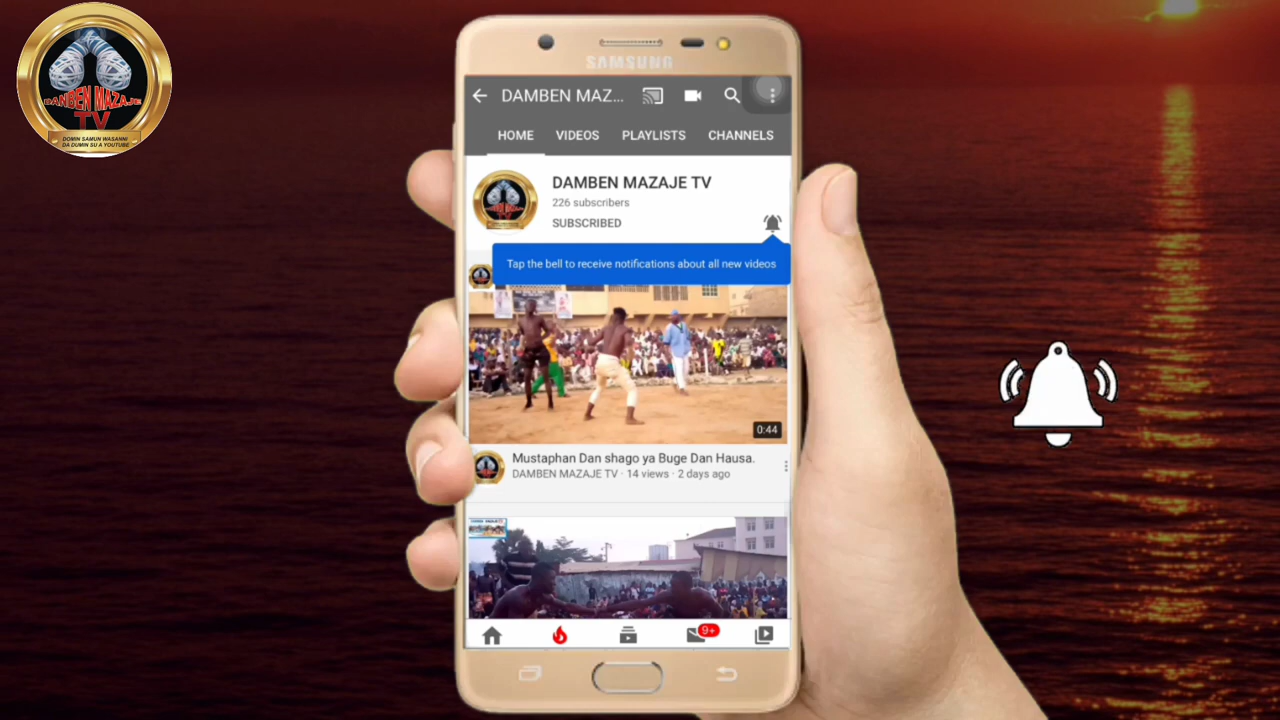 DAMBEN MAZAJE
TV
DOMIN SAMUN WASANNI
DA DUMIN SU A YOUTUBE
SAMSUNG
DAMBEN MAZ...
HOME VIDEOS PLAYLISTS CHANNELS
DAMBEN MAZAJE TV
226 subscribers
SUBSCRIBED
Tap the bell to receive notifications about all new videos
0:44
Mustaphan Dan shago ya Buge Dan Hausa.
DAMBEN MAZAJE TV · 14 views · 2 days ago
9+